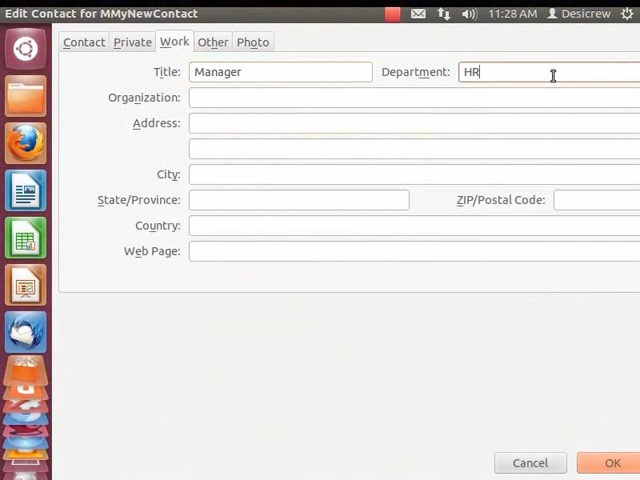 Edit Contact for MMyNewContact 11:28 AM Desicrew
Contact Private Work Other Photo
Title: Manager Department: HR
Organization:
Address:
City:
State/Province: ZIP/Postal Code:
Country:
Web Page:
Cancel OK